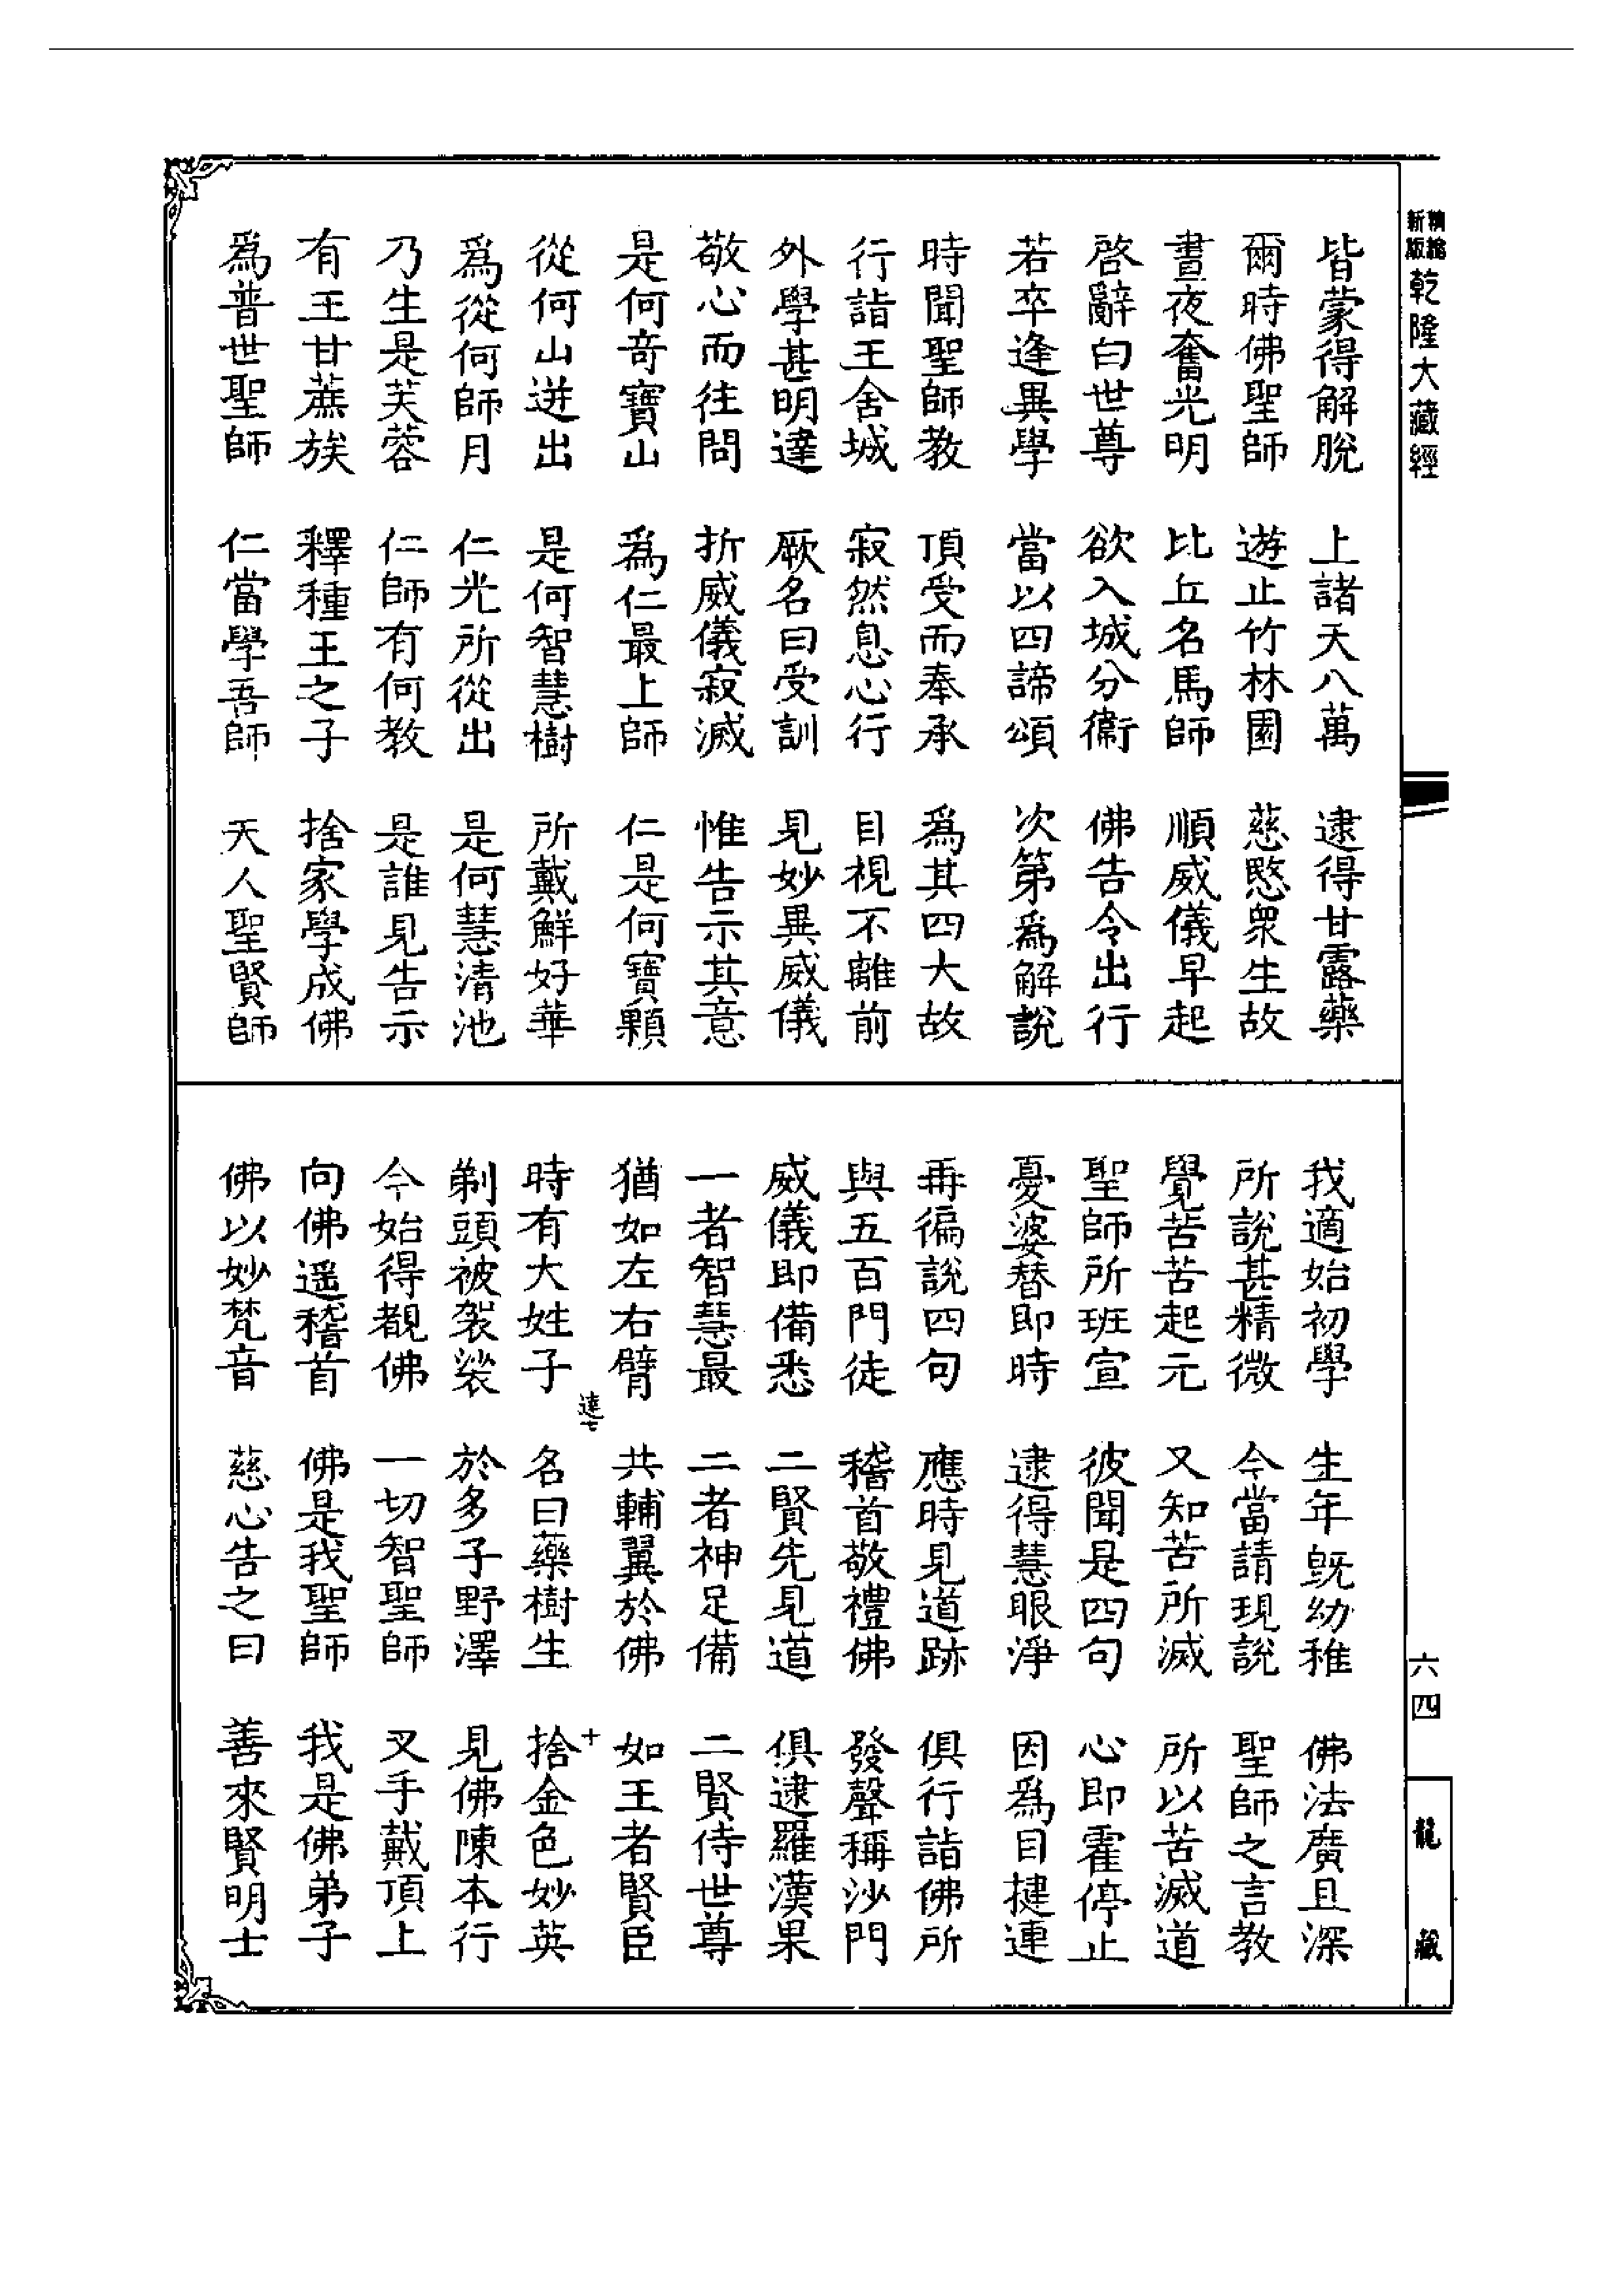 精編新版乾隆大藏經
皆蒙得解脫 上諸天八萬 逮得甘露藥
爾時佛聖師 遊止竹林園 慈愍衆生故
晝夜奮光明 比丘名馬師 順威儀早起
啓辭白世尊 欲入城分衞 佛告令出行
若卒逢異學 當以四諦頌 次第爲解說
時聞聖師教 頂受而奉承 爲其四大故
行詣王舍城 寂然息心行 目視不離前
外學甚明達 厥名曰受訓 見妙異威儀
敬心而往問 折威儀寂滅 惟告示其意
是何奇寶山 爲仁最上師 仁是何寶顆
從何山迸出 是何智慧樹 所戴鮮好華
爲從何師月 仁光所從出 是何慧清池
乃生是芙蓉 仁師有何教 是誰見告示
有王甘蔗族 釋種王之子 捨家學成佛
爲普世聖師 仁當學吾師 天人聖賢師
我適始初學 生年旣幼稚 佛法廣且深
所說甚精微 今當請現說 聖師之言教
覺苦苦起元 又知苦所滅 所以苦滅道
聖師所班宣 彼聞是四句 心即霍停止
憂婆替即時 逮得慧眼淨 因爲目揵連
再徧說四句 應時見道跡 俱行詣佛所
與五百門徒 稽首敬禮佛 發聲稱沙門
威儀即備悉 二賢先見道 俱逮羅漢果
一者智慧最 二者神足備 二賢侍世尊
猶如左右臂 共輔翼於佛 如王者賢臣
達七 十
時有大姓子 名曰藥樹生 捨金色妙英
剃頭被袈裟 於多子野澤 見佛陳本行
今始得覩佛 一切智聖師 叉手戴頂上
向佛遥稽首 佛是我聖師 我是佛弟子
佛以妙梵音 慈心告之曰 善來賢明士
六四
龍藏